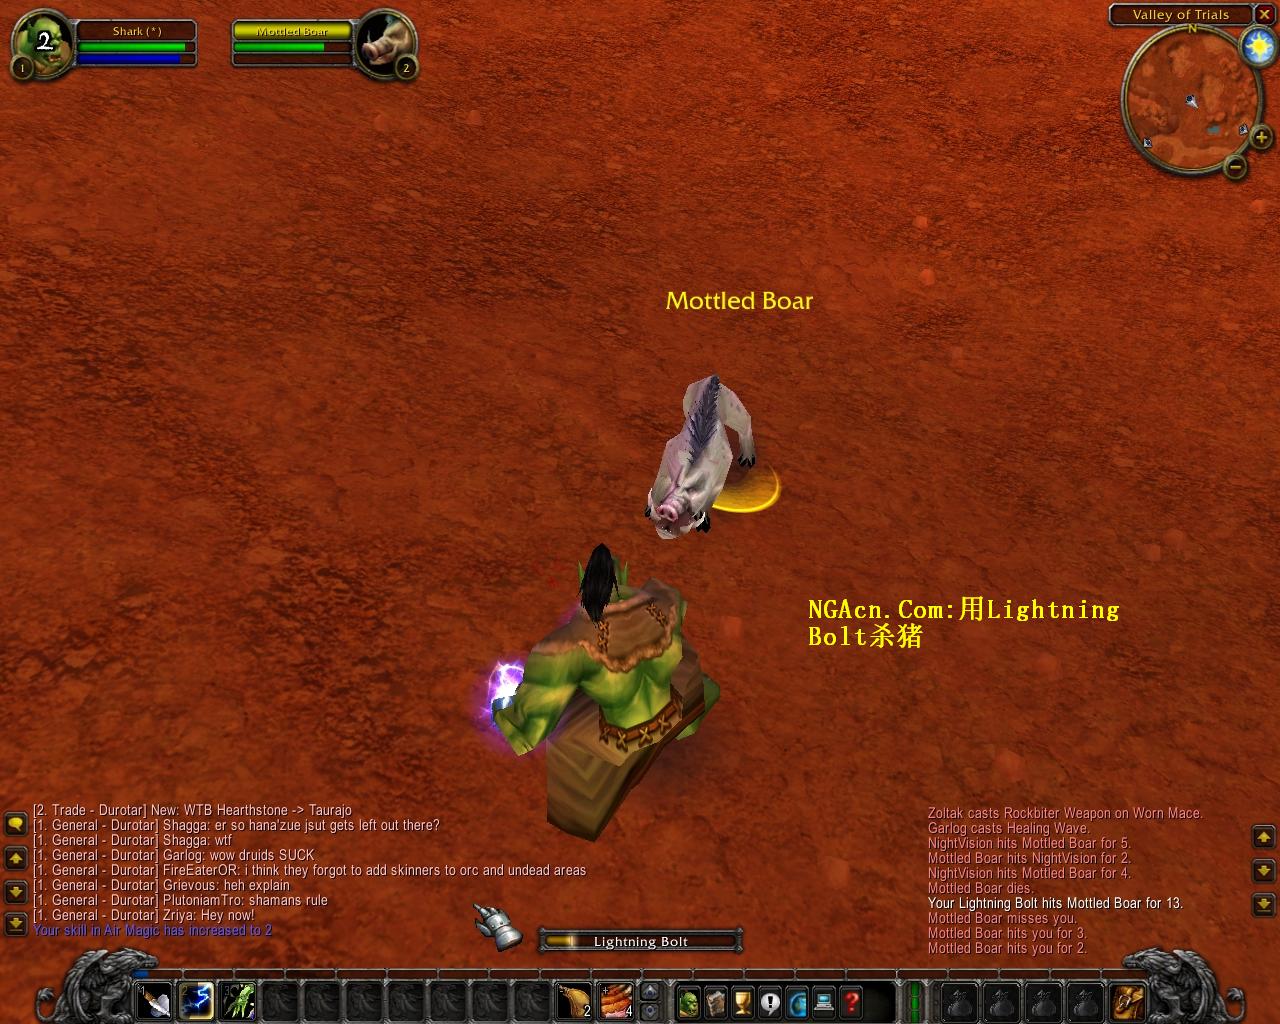 Shark (*)
2
1
Mottled Boar
2
Valley of Trials
N
Mottled Boar
NGAcn.Com:用Lightning
Bolt杀猪
[2. Trade - Durotar] New: WTB Hearthstone -> Taurajo
[1. General - Durotar] Shagga: er so hana'zue jsut gets left out there?
[1. General - Durotar] Shagga: wtf
[1. General - Durotar] Garlog: wow druids SUCK
[1. General - Durotar] FireEaterOR: i think they forgot to add skinners to orc and undead areas
[1. General - Durotar] Grievous: heh explain
[1. General - Durotar] PlutoniamTro: shamans rule
[1. General - Durotar] Zriya: Hey now!
Your skill in Air Magic has increased to 2
Zoltak casts Rockbiter Weapon on Worn Mace.
Garlog casts Healing Wave.
NightVision hits Mottled Boar for 5.
Mottled Boar hits NightVision for 2.
NightVision hits Mottled Boar for 4.
Mottled Boar dies.
Your Lightning Bolt hits Mottled Boar for 13.
Mottled Boar misses you.
Mottled Boar hits you for 3.
Mottled Boar hits you for 2.
Lightning Bolt
1 2 3 2 4